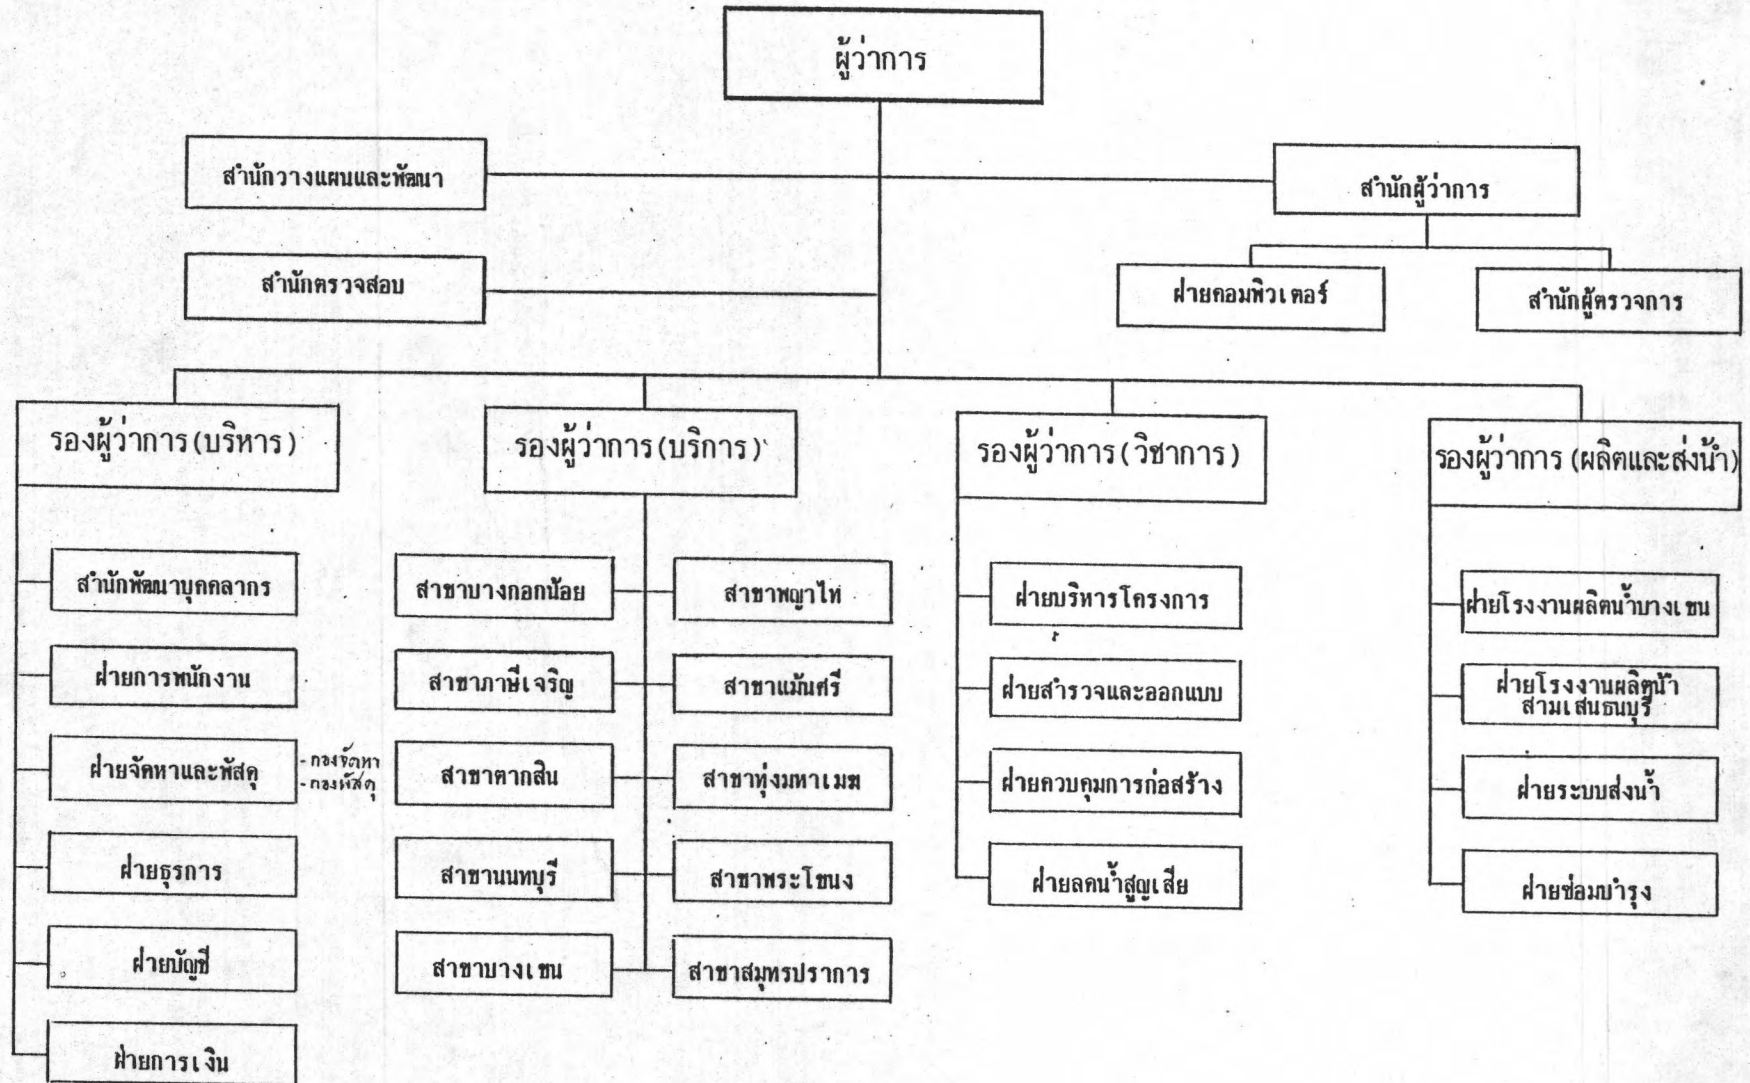 ผู้ว่าการ
สำนักวางแผนและพัฒนา
สำนักผู้ว่าการ
สำนักตรวจสอบ
ฝ่ายคอมพิวเตอร์
สำนักผู้ตรวจการ
รองผู้ว่าการ(บริหาร)
สำนักพัฒนาบุคคลากร
ฝ่ายการพนักงาน
ฝ่ายจัดหาและพัสดุ
- กองจัดหา
- กองพัสดุ
ฝ่ายธุรการ
ฝ่ายบัญชี
ฝ่ายการเงิน
รองผู้ว่าการ(บริการ)
สาขาบางกอกน้อย
สาขาพญาไท
สาขาภาษีเจริญ
สาขาแม้นศรี
สาขาตากสิน
สาขาทุ่งมหาเมฆ
สาขานนทบุรี
สาขาพระโขนง
สาขาบางเขน
สาขาสมุทรปราการ
รองผู้ว่าการ(วิชาการ)
ฝ่ายบริหารโครงการ
ฝ่ายสำรวจและออกแบบ
ฝ่ายควบคุมการก่อสร้าง
ฝ่ายลดน้ำสูญเสีย
รองผู้ว่าการ(ผลิตและส่งน้ำ)
ฝ่ายโรงงานผลิตน้ำบางเขน
ฝ่ายโรงงานผลิตน้ำ
สามเสนธนบุรี
ฝ่ายระบบส่งน้ำ
ฝ่ายซ่อมบำรุง